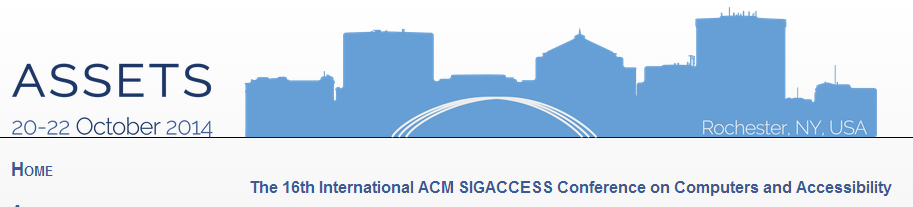 ASSETS
20-22 October 2014
Rochester, NY, USA
HOME
The 16th International ACM SIGACCESS Conference on Computers and Accessibility